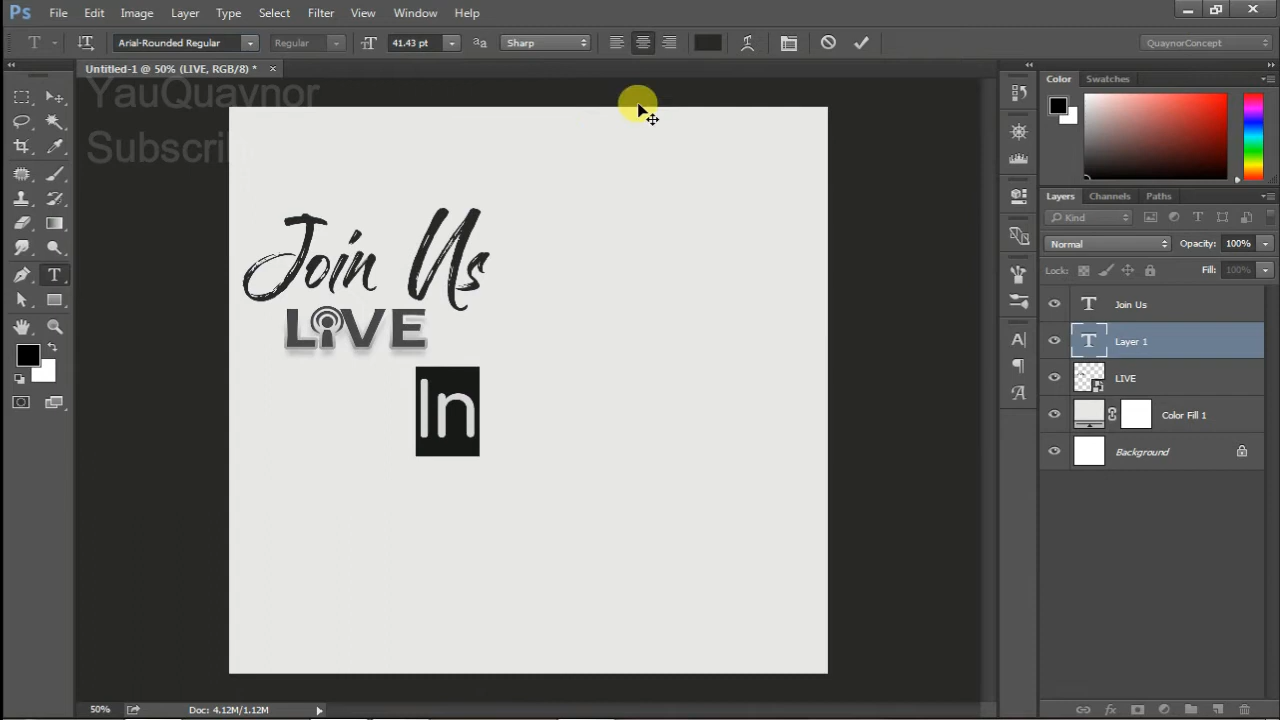 Ps File Edit Image Layer Type Select Filter View Window Help
T Arial-Rounded Regular Regular 41.43 pt aa Sharp QuaynorConcept
Untitled-1 @ 50% (LIVE, RGB/8) *
YauQuaynor
Subscrib
Join Us
LIVE
In
Color Swatches
Layers Channels Paths
Kind
Normal Opacity: 100%
Lock: Fill: 100%
Join Us
Layer 1
LIVE
Color Fill 1
Background
50% Doc: 4.12M/1.12M